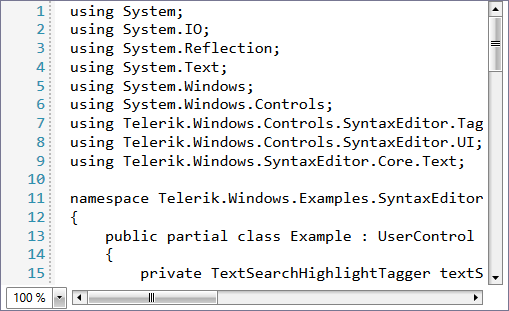 1 using System;
2 using System.IO;
3 using System.Reflection;
4 using System.Text;
5 using System.Windows;
6 using System.Windows.Controls;
7 using Telerik.Windows.Controls.SyntaxEditor.Tag
8 using Telerik.Windows.Controls.SyntaxEditor.UI;
9 using Telerik.Windows.SyntaxEditor.Core.Text;
10
11 namespace Telerik.Windows.Examples.SyntaxEditor
12 {
13     public partial class Example : UserControl
14     {
15         private TextSearchHighlightTagger textS
100 %